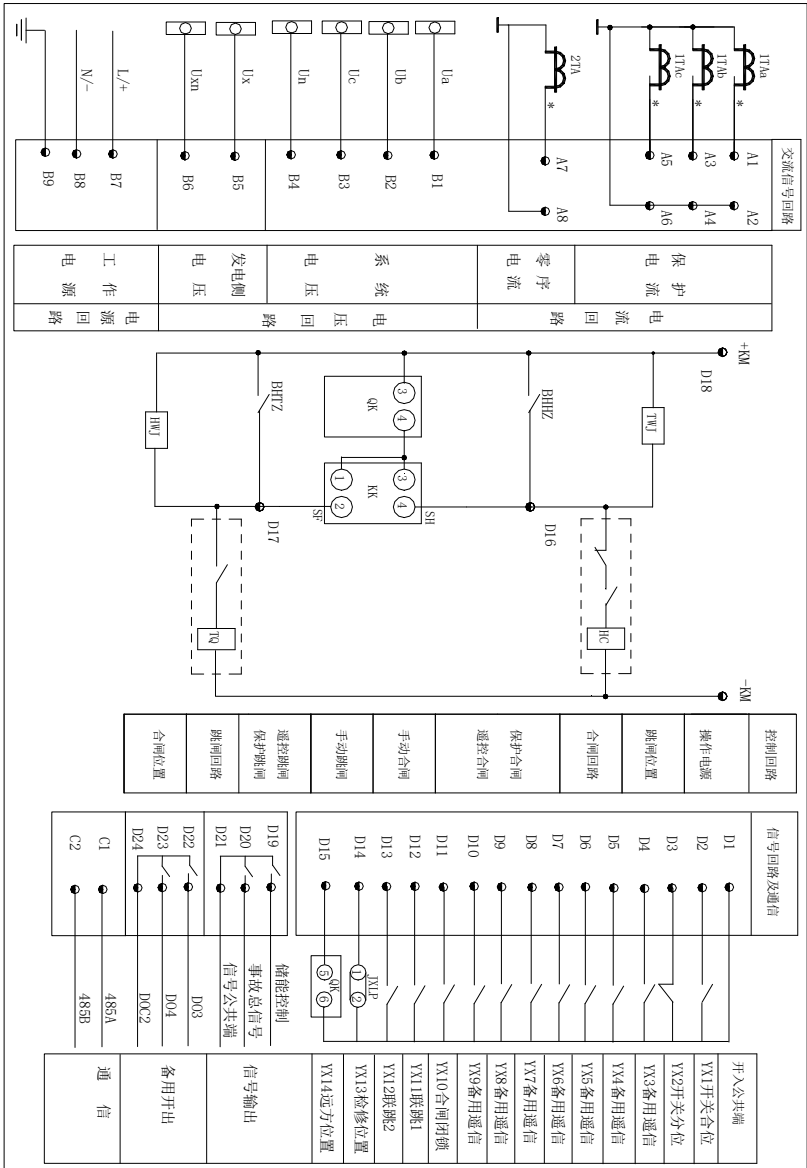 交流信号回路
1TAa
1TAb
1TAc
*
*
*
A1
A2
A3
A4
A5
A6
2TA
*
A7
A8
Ua
B1
Ub
B2
Uc
B3
Un
B4
Ux
B5
Uxn
B6
L/+
B7
N/-
B8
B9
保护电流
零序电流
系统电压
发电侧电压
工作电源
电流回路
电压回路
电源回路
+KM
D18
-KM
TWJ
HC
BHHZ
D16
QK
3
4
KK
3
4
1
2
SH
SF
BHTZ
D17
HWJ
TQ
控制回路
操作电源
跳闸位置
合闸回路
保护合闸
遥控合闸
手动合闸
手动跳闸
遥控跳闸
保护跳闸
跳闸回路
合闸位置
信号回路及通信
D1
D2
D3
D4
D5
D6
D7
D8
D9
D10
D11
D12
D13
D14
D15
JXLP
1
2
QK
5
6
开入公共端
YX1开关合位
YX2开关分位
YX3备用遥信
YX4备用遥信
YX5备用遥信
YX6备用遥信
YX7备用遥信
YX8备用遥信
YX9备用遥信
YX10合闸闭锁
YX11联跳1
YX12联跳2
YX13检修位置
YX14远方位置
D19
储能控制
D20
事故总信号
D21
信号公共端
信号输出
D22
D03
D23
D04
D24
DOC2
备用开出
C1
485A
C2
485B
通信